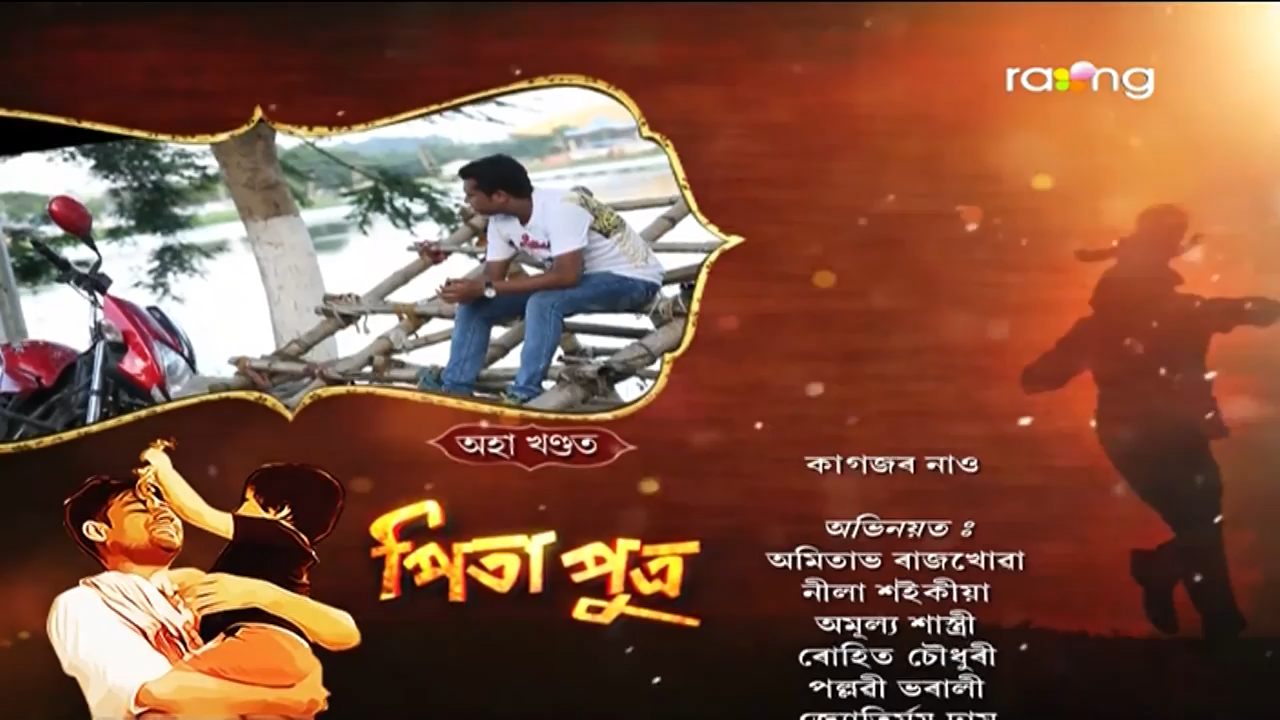 rang
অহা খণ্ডত
পিতা পুত্ৰ
কাগজৰ নাও
অভিনয়ত ঃ
অমিতাভ ৰাজখোৱা
নীলা শইকীয়া
অমূল্য শাস্ত্ৰী
ৰোহিত চৌধুৰী
পল্লৱী ভৰালী